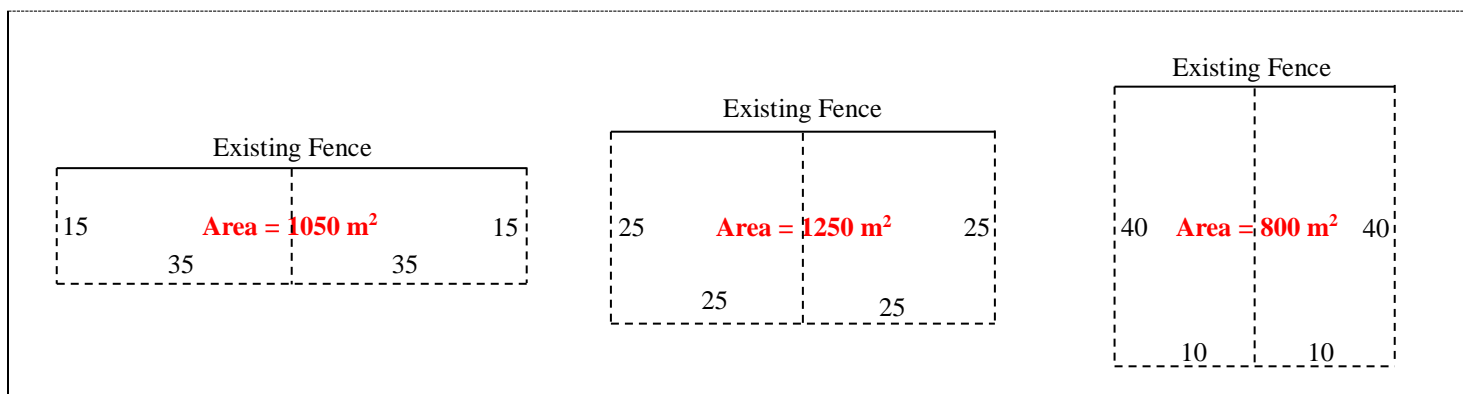 Existing Fence
15 Area = 1050 m² 15
35 35
Existing Fence
25 Area = 1250 m² 25
25 25
Existing Fence
40 Area = 800 m² 40
10 10